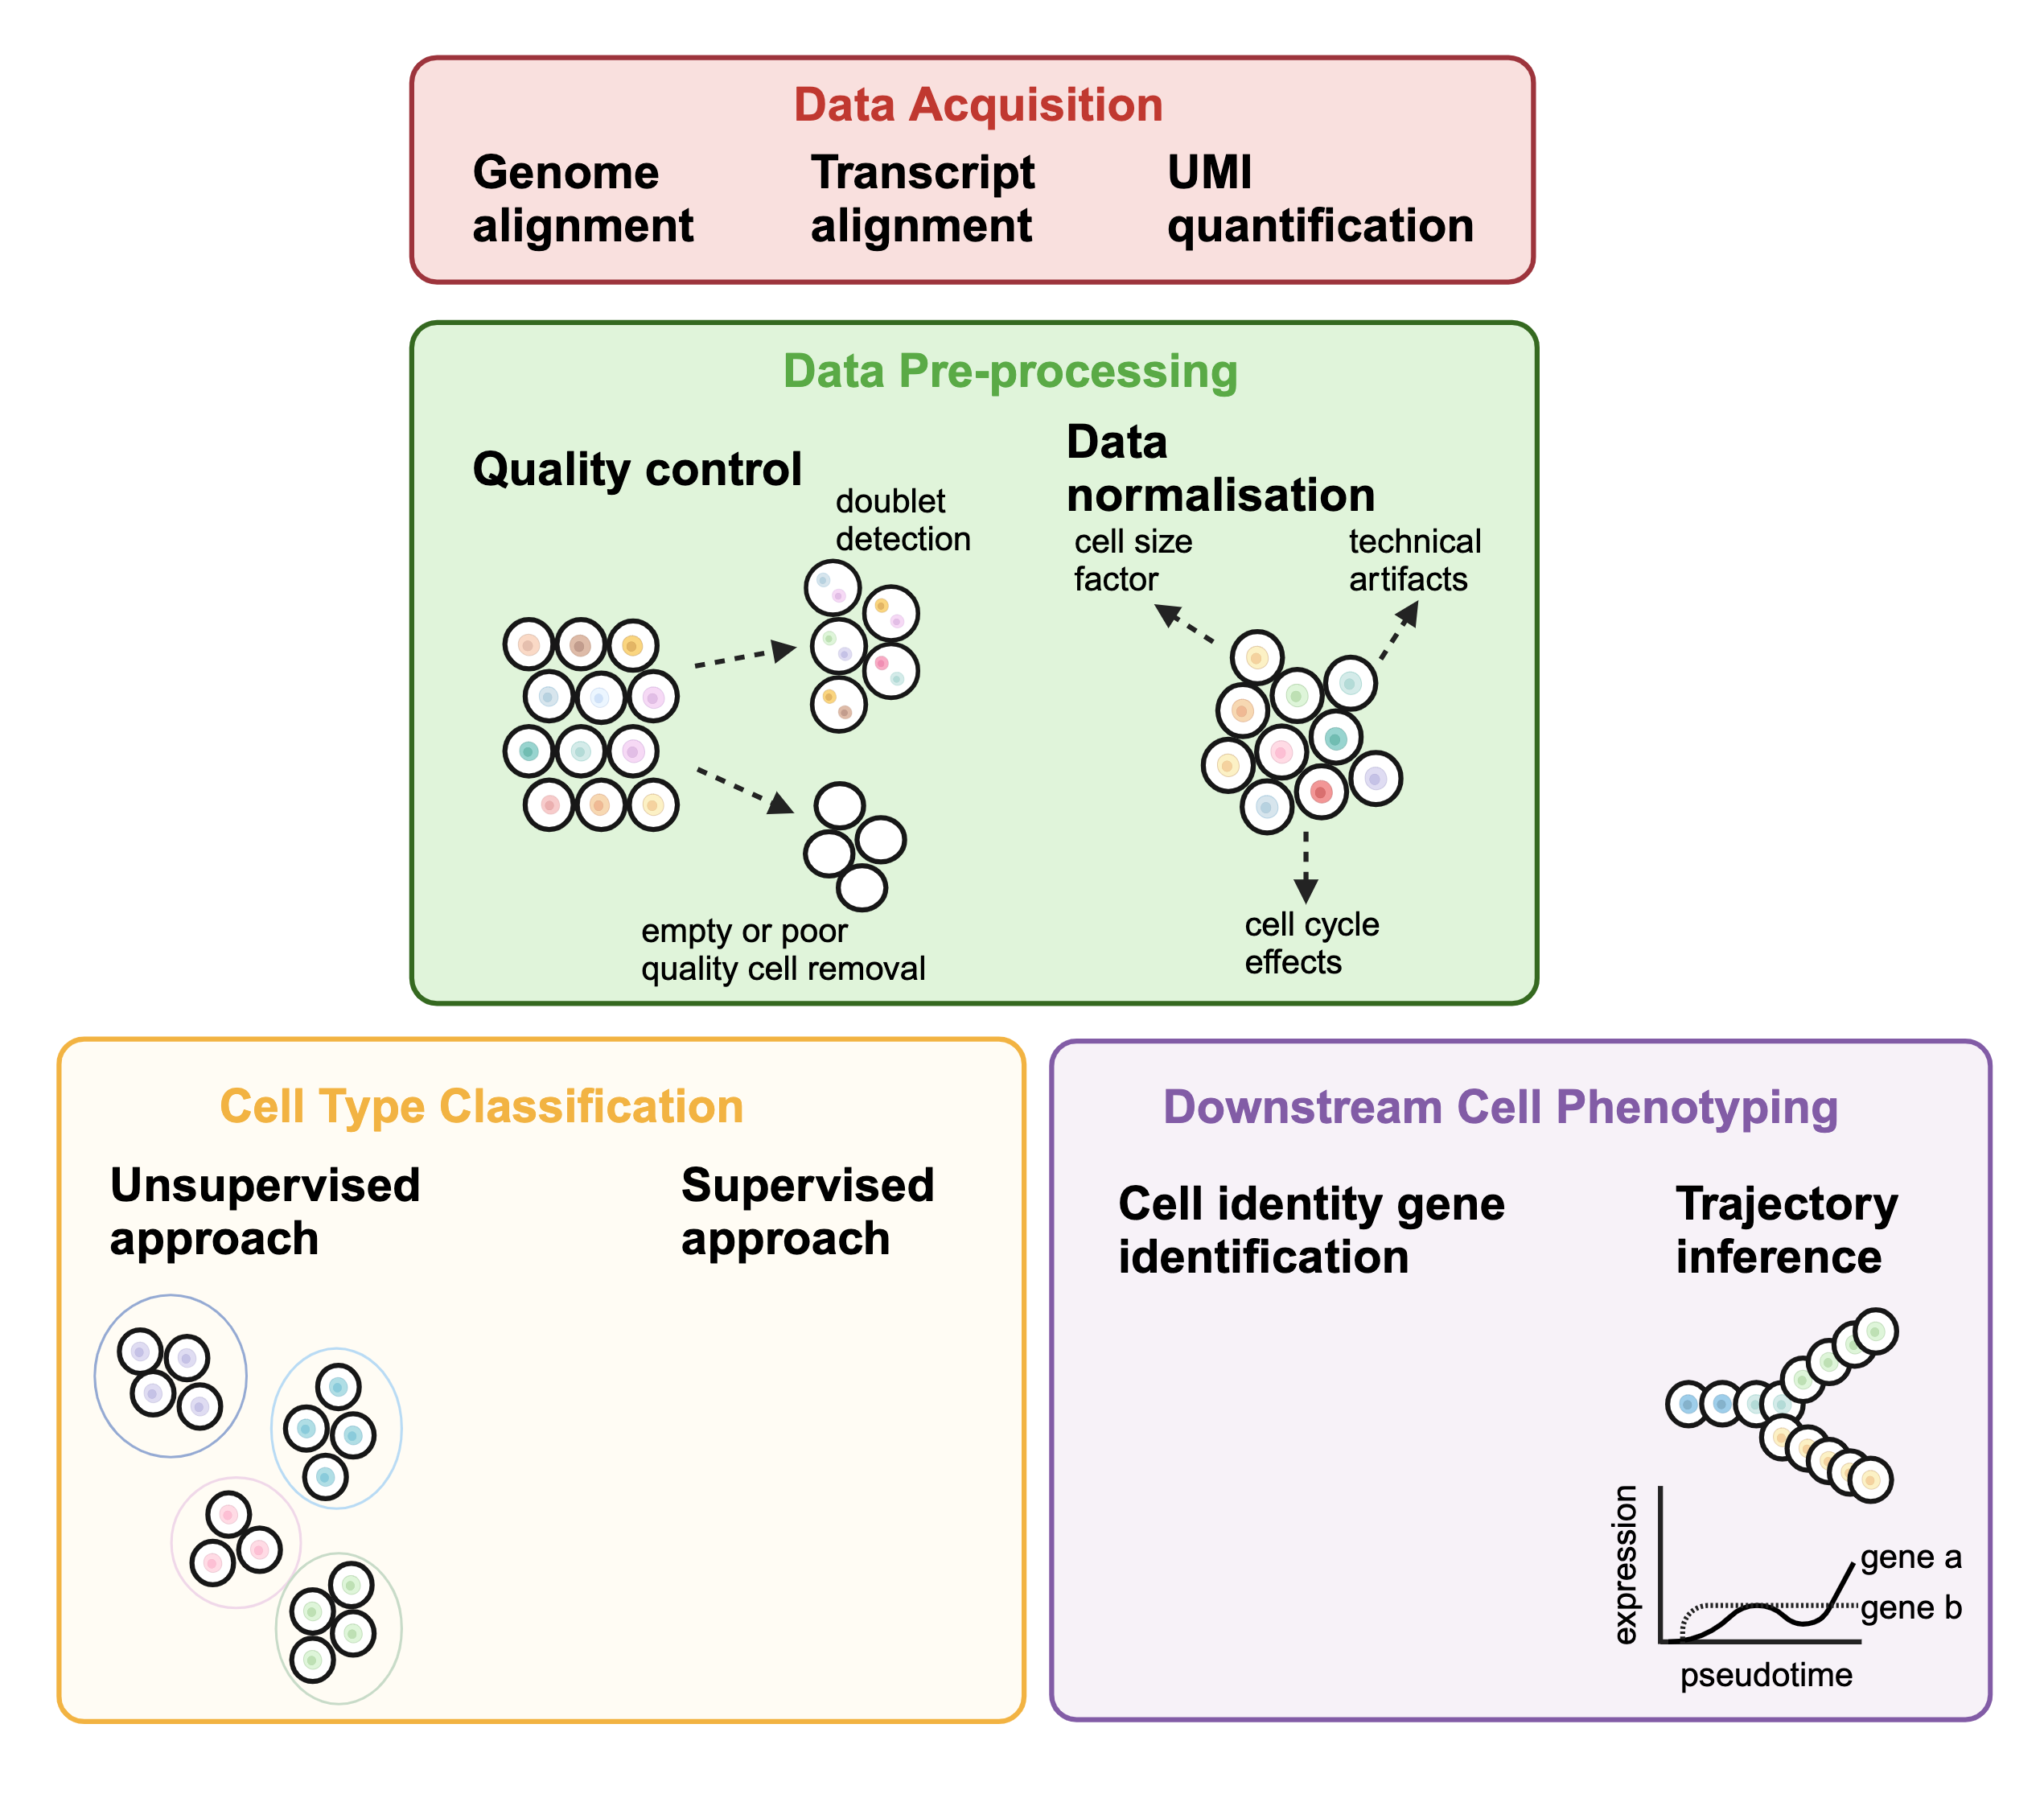 Data Acquisition
Genome
alignment
Transcript
alignment
UMI
quantification
Data Pre-processing
Quality control
doublet
detection
empty or poor
quality cell removal
Data
normalisation
cell size
factor
technical
artifacts
cell cycle
effects
Cell Type Classification
Unsupervised
approach
Supervised
approach
Downstream Cell Phenotyping
Cell identity gene
identification
Trajectory
inference
expression
gene a
gene b
pseudotime